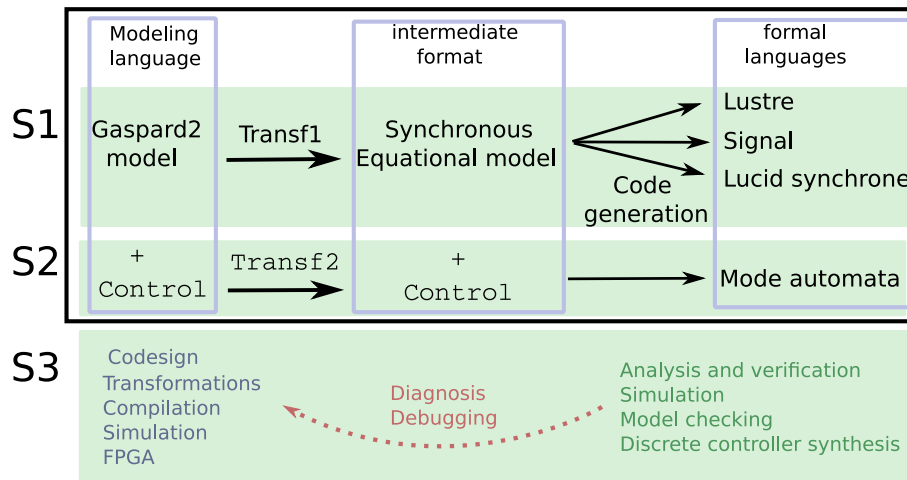 Modeling
language
intermediate
format
formal
languages
S1
Gaspard2
model
Transf1
Synchronous
Equational model
Code
generation
Lustre
Signal
Lucid synchrone
S2
+
Control
Transf2
+
Control
Mode automata
S3
Codesign
Transformations
Compilation
Simulation
FPGA
Diagnosis
Debugging
Analysis and verification
Simulation
Model checking
Discrete controller synthesis